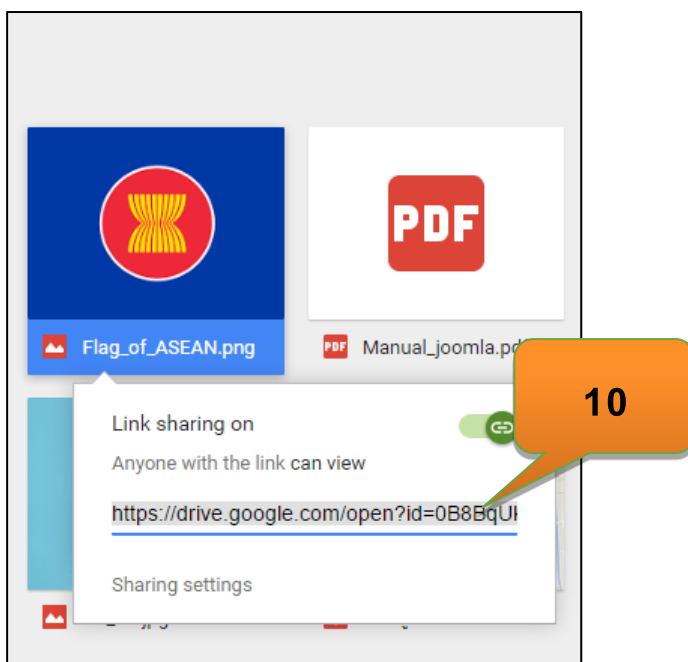 PDF
Flag_of_ASEAN.png
PDF Manual_joomla.pd
10
Link sharing on
Anyone with the link can view
https://drive.google.com/open?id=0B8BqU
Sharing settings